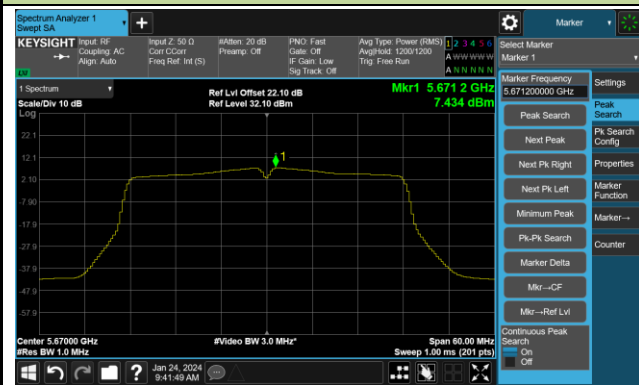 Spectrum Analyzer 1
Swept SA
Marker
KEYSIGHT
Input: RF
Coupling: AC
Align: Auto
Input Z: 50 Ω
Corr CCorr
Freq Ref: Int (S)
#Atten: 20 dB
Preamp: Off
PNO: Fast
Gate: Off
IF Gain: Low
Sig Track: Off
Avg Type: Power (RMS)
Avg|Hold: 1200/1200
Trig: Free Run
1 2 3 4 5 6
A W W W W W
A N N N N N
Select Marker
Marker 1
LXI
1 Spectrum
Scale/Div 10 dB
Log
Ref Lvl Offset 22.10 dB
Ref Level 32.10 dBm
Mkr1 5.671 2 GHz
7.434 dBm
Marker Frequency
5.671200000 GHz
Settings
Peak Search
Next Peak
Next Pk Right
Next Pk Left
Minimum Peak
Pk-Pk Search
Marker Delta
Mkr→CF
Mkr→Ref Lvl
Continuous Peak
Search
On
Off
Peak
Search
Pk Search
Config
Properties
Marker
Function
Marker→
Counter
1
22.1
12.1
2.10
-7.90
-17.9
-27.9
-37.9
-47.9
-57.9
Center 5.67000 GHz
#Res BW 1.0 MHz
#Video BW 3.0 MHz*
Span 60.00 MHz
Sweep 1.00 ms (201 pts)
Jan 24, 2024
9:41:49 AM